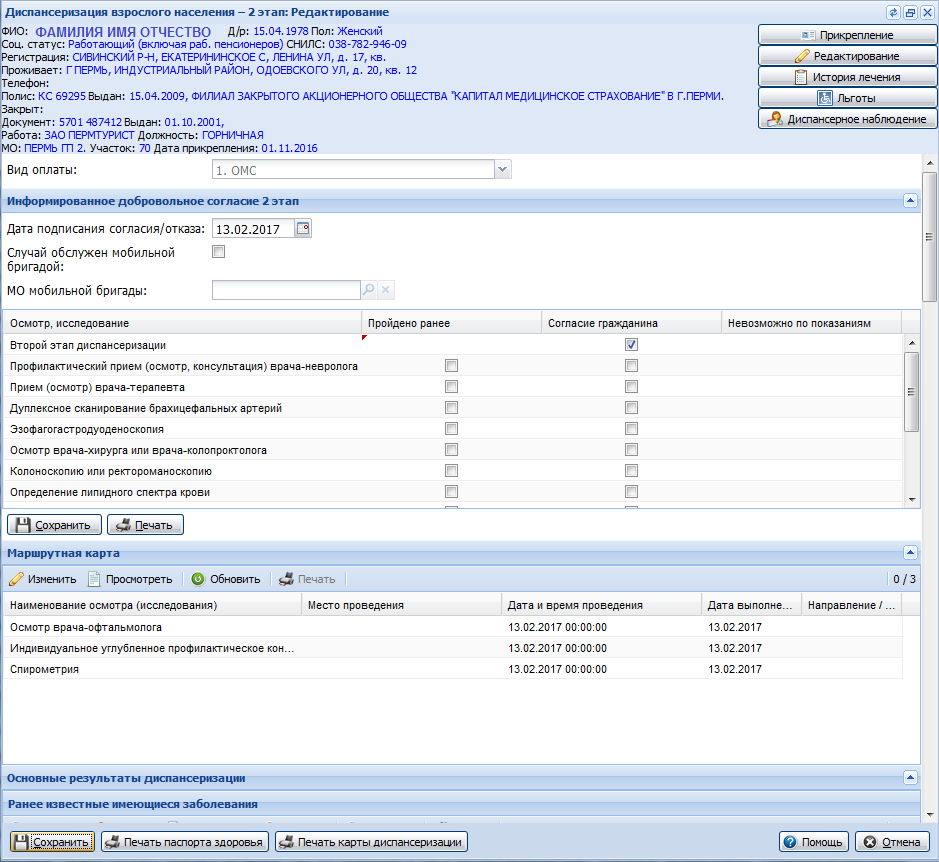 Диспансеризация взрослого населения – 2 этап: Редактирование
ФИО: ФАМИЛИЯ ИМЯ ОТЧЕСТВО Д/р: 15.04.1978 Пол: Женский
Соц. статус: Работающий (включая раб. пенсионеров) СНИЛС: 038-782-946-09
Регистрация: СИВИНСКИЙ Р-Н, ЕКАТЕРИНИНСКОЕ С, ЛЕНИНА УЛ, д. 17, кв.
Проживает: Г ПЕРМЬ, ИНДУСТРИАЛЬНЫЙ РАЙОН, ОДОЕВСКОГО УЛ, д. 20, кв. 12
Телефон:
Полис: КС 69295 Выдан: 15.04.2009, ФИЛИАЛ ЗАКРЫТОГО АКЦИОНЕРНОГО ОБЩЕСТВА "КАПИТАЛ МЕДИЦИНСКОЕ СТРАХОВАНИЕ" В Г.ПЕРМИ.
Закрыт:
Документ: 5701 487412 Выдан: 01.10.2001,
Работа: ЗАО ПЕРМТУРИСТ Должность: ГОРНИЧНАЯ
МО: ПЕРМЬ ГП 2. Участок: 70 Дата прикрепления: 01.11.2016
Прикрепление
Редактирование
История лечения
Льготы
Диспансерное наблюдение
Вид оплаты: 1. ОМС
Информированное добровольное согласие 2 этап
Дата подписания согласия/отказа: 13.02.2017
Случай обслужен мобильной
бригадой:
МО мобильной бригады:
Осмотр, исследование Пройдено ранее Согласие гражданина Невозможно по показаниям
Второй этап диспансеризации
Профилактический прием (осмотр, консультация) врача-невролога
Прием (осмотр) врача-терапевта
Дуплексное сканирование брахицефальных артерий
Эзофагогастродуоденоскопия
Осмотр врача-хирурга или врача-колопроктолога
Колоноскопию или ректороманоскопию
Определение липидного спектра крови
Сохранить Печать
Маршрутная карта
Изменить Просмотреть Обновить Печать 0 / 3
Наименование осмотра (исследования) Место проведения Дата и время проведения Дата выполне... Направление / ...
Осмотр врача-офтальмолога 13.02.2017 00:00:00 13.02.2017
Индивидуальное углубленное профилактическое кон... 13.02.2017 00:00:00 13.02.2017
Спирометрия 13.02.2017 00:00:00 13.02.2017
Основные результаты диспансеризации
Ранее известные имеющиеся заболевания
Сохранить Печать паспорта здоровья Печать карты диспансеризации Помощь Отмена